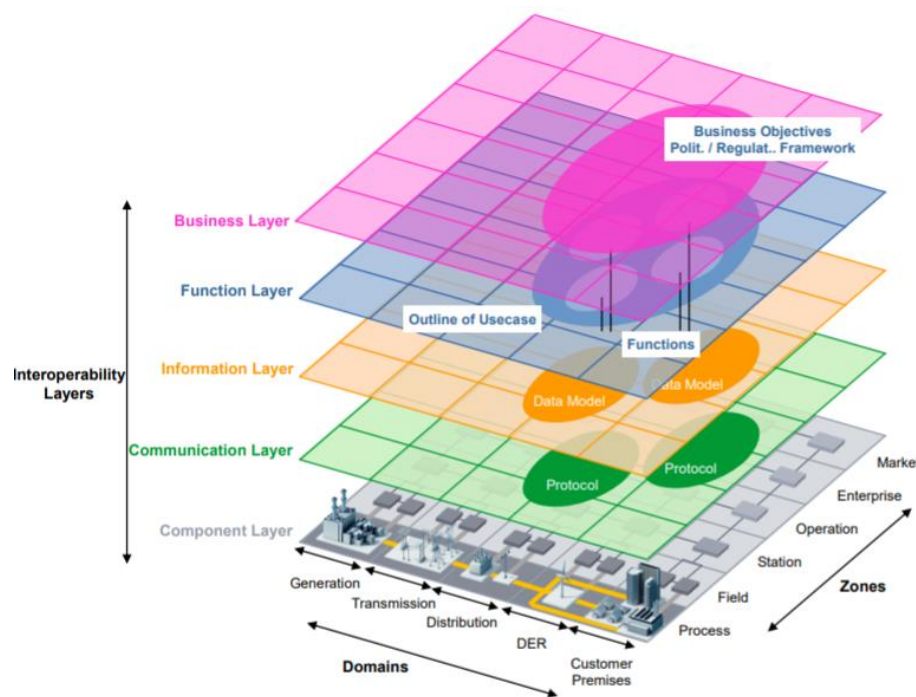 Business Objectives
Polit. / Regulat.. Framework
Business Layer
Function Layer
Outline of Usecase
Functions
Interoperability
Layers
Information Layer
Data Model
Data Model
Communication Layer
Protocol
Protocol
Component Layer
Market
Enterprise
Operation
Station
Field
Process
Zones
Generation
Transmission
Distribution
DER
Customer
Premises
Domains